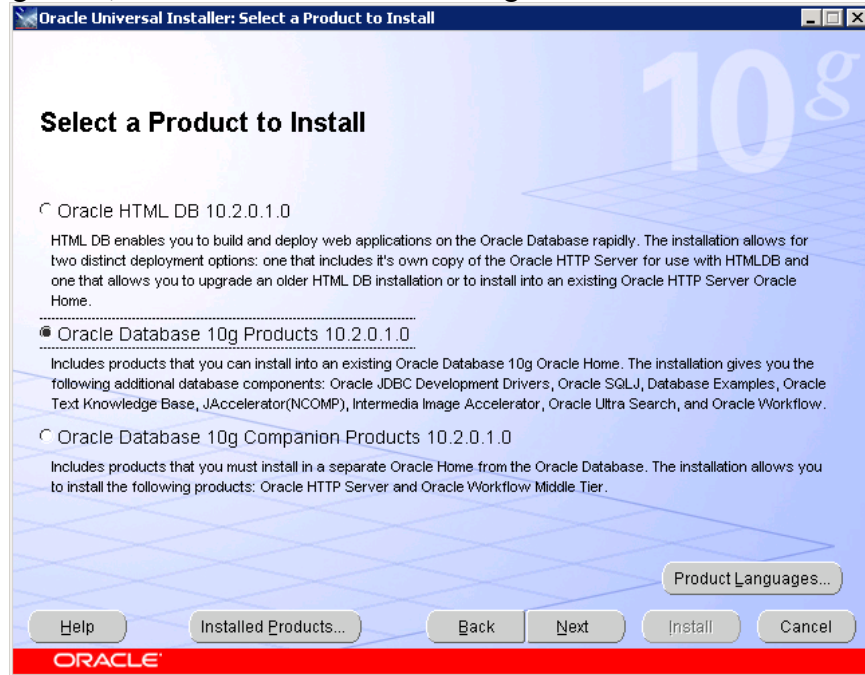 Oracle Universal Installer: Select a Product to Install
10g
Select a Product to Install
Oracle HTML DB 10.2.0.1.0
HTML DB enables you to build and deploy web applications on the Oracle Database rapidly. The installation allows for
two distinct deployment options: one that includes it's own copy of the Oracle HTTP Server for use with HTMLDB and
one that allows you to upgrade an older HTML DB installation or to install into an existing Oracle HTTP Server Oracle
Home.
Oracle Database 10g Products 10.2.0.1.0
Includes products that you can install into an existing Oracle Database 10g Oracle Home. The installation gives you the
following additional database components: Oracle JDBC Development Drivers, Oracle SQLJ, Database Examples, Oracle
Text Knowledge Base, JAccelerator(NCOMP), Intermedia Image Accelerator, Oracle Ultra Search, and Oracle Workflow.
Oracle Database 10g Companion Products 10.2.0.1.0
Includes products that you must install in a separate Oracle Home from the Oracle Database. The installation allows you
to install the following products: Oracle HTTP Server and Oracle Workflow Middle Tier.
Product Languages...
Help Installed Products... Back Next Install Cancel
ORACLE